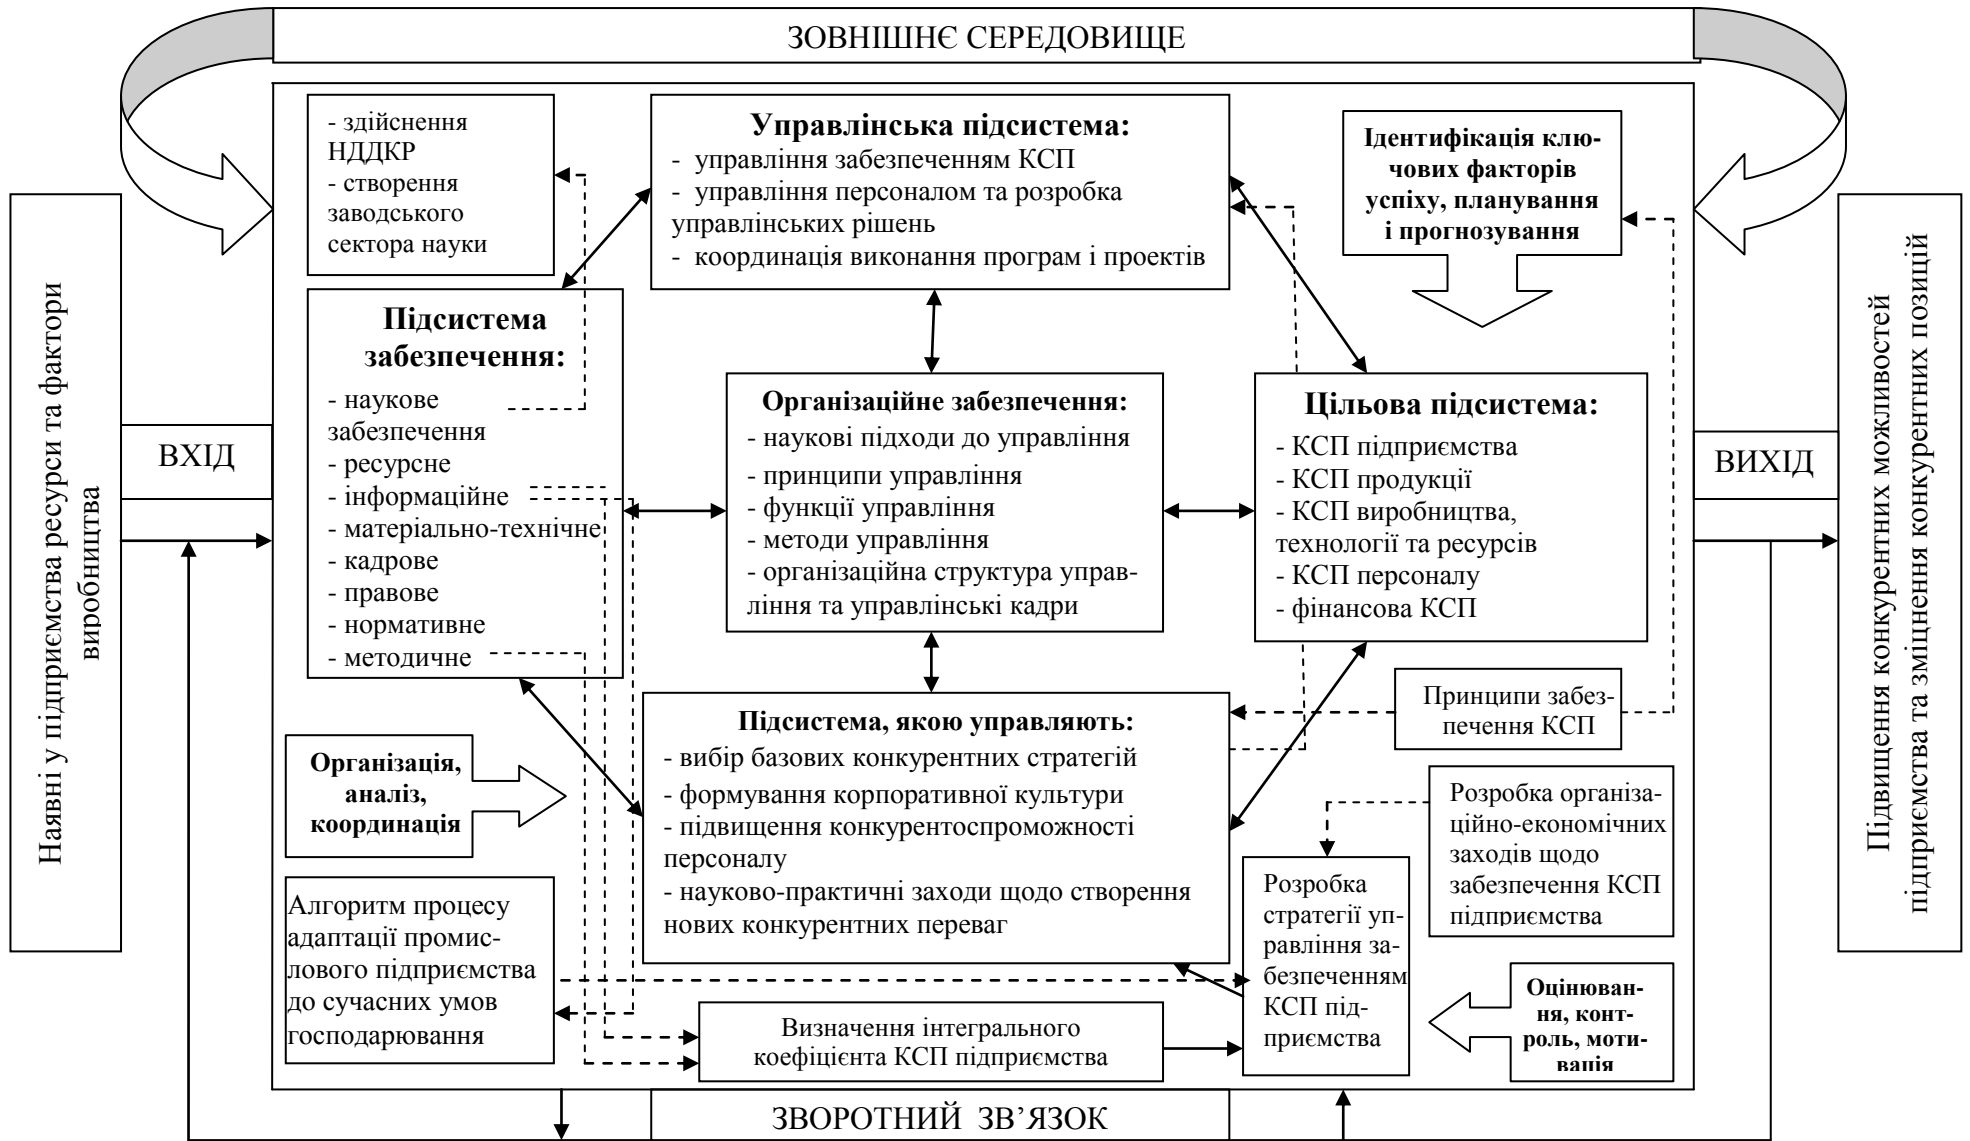 ЗОВНІШНЄ СЕРЕДОВИЩЕ
Наявні у підприємства ресурси та фактори
виробництва
ВХІД
- здійснення
НДДКР
- створення
заводського
сектора науки
Управлінська підсистема:
- управління забезпеченням КСП
- управління персоналом та розробка
управлінських рішень
- координація виконання програм і проектів
Ідентифікація клю-
чових факторів
успіху, планування
і прогнозування
Підсистема
забезпечення:
- наукове
забезпечення
- ресурсне
- інформаційне
- матеріально-технічне
- кадрове
- правове
- нормативне
- методичне
Організаційне забезпечення:
- наукові підходи до управління
- принципи управління
- функції управління
- методи управління
- організаційна структура управ-
ління та управлінські кадри
Цільова підсистема:
- КСП підприємства
- КСП продукції
- КСП виробництва,
технології та ресурсів
- КСП персоналу
- фінансова КСП
ВИХІД
Підвищення конкурентних можливостей
підприємства та зміцнення конкурентних позицій
Принципи забез-
печення КСП
Підсистема, якою управляють:
- вибір базових конкурентних стратегій
- формування корпоративної культури
- підвищення конкурентоспроможності
персоналу
- науково-практичні заходи щодо створення
нових конкурентних переваг
Організація,
аналіз,
координація
Розробка організа-
ційно-економічних
заходів щодо
забезпечення КСП
підприємства
Алгоритм процесу
адаптації промис-
лового підприємства
до сучасних умов
господарювання
Розробка
стратегії уп-
равління за-
безпеченням
КСП під-
приємства
Оцінюван-
ня, конт-
роль, моти-
вація
Визначення інтегрального
коефіцієнта КСП підприємства
ЗВОРОТНИЙ ЗВ’ЯЗОК